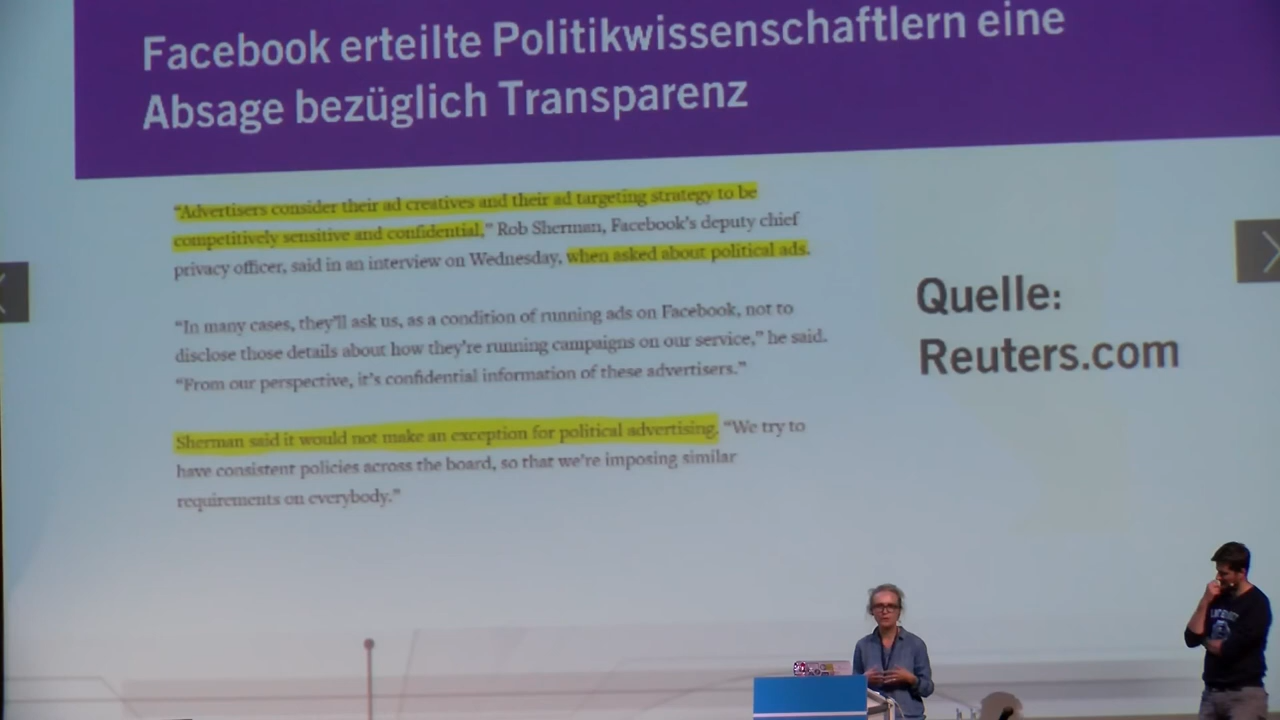 Facebook erteilte Politikwissenschaftlern eine
Absage bezüglich Transparenz
“Advertisers consider their ad creatives and their ad targeting strategy to be
competitively sensitive and confidential,” Rob Sherman, Facebook’s deputy chief
privacy officer, said in an interview on Wednesday, when asked about political ads.
“In many cases, they’ll ask us, as a condition of running ads on Facebook, not to
disclose those details about how they’re running campaigns on our service,” he said.
“From our perspective, it’s confidential information of these advertisers.”
Sherman said it would not make an exception for political advertising. “We try to
have consistent policies across the board, so that we’re imposing similar
requirements on everybody.”
Quelle:
Reuters.com